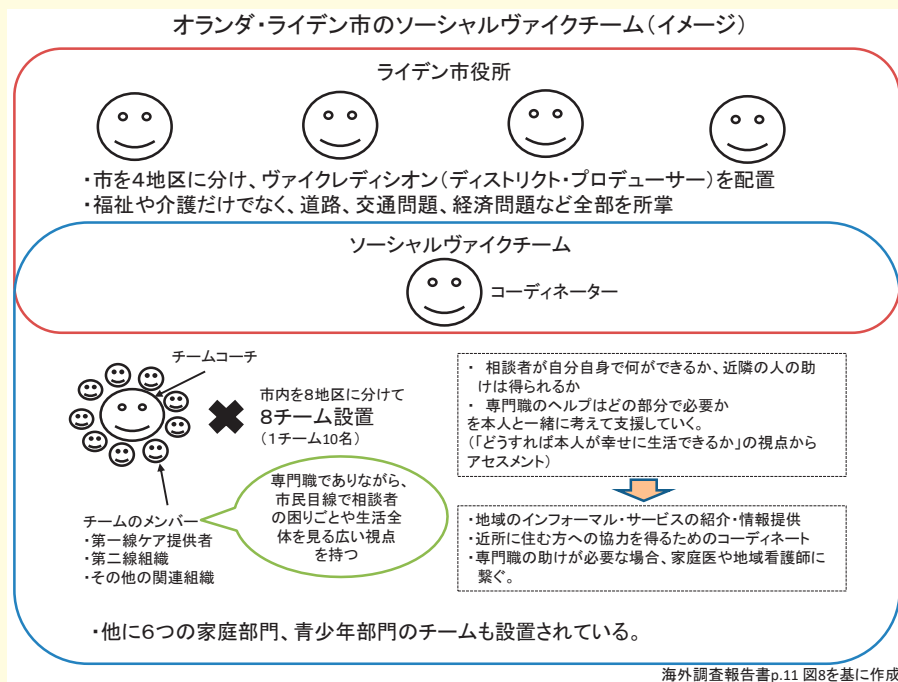 オランダ・ライデン市のソーシャルヴァイクチーム(イメージ)
ライデン市役所
・市を4地区に分け、ヴァイクレディシオン(ディストリクト・プロデューサー)を配置
・福祉や介護だけでなく、道路、交通問題、経済問題など全部を所掌
ソーシャルヴァイクチーム
コーディネーター
チームコーチ
市内を8地区に分けて
8チーム設置
(1チーム10名)
専門職でありながら、
市民目線で相談者
の困りごとや生活全
体を見る広い視点
を持つ
チームのメンバー
・第一線ケア提供者
・第二線組織
・その他の関連組織
・ 相談者が自分自身で何ができるか、近隣の人の助
けは得られるか
・ 専門職のヘルプはどの部分で必要か
を本人と一緒に考えて支援していく。
(「どうすれば本人が幸せに生活できるか」の視点から
アセスメント)
・地域のインフォーマル・サービスの紹介・情報提供
・近所に住む方への協力を得るためのコーディネート
・専門職の助けが必要な場合、家庭医や地域看護師に
繋ぐ。
・他に6つの家庭部門、青少年部門のチームも設置されている。
海外調査報告書p.11 図8を基に作成